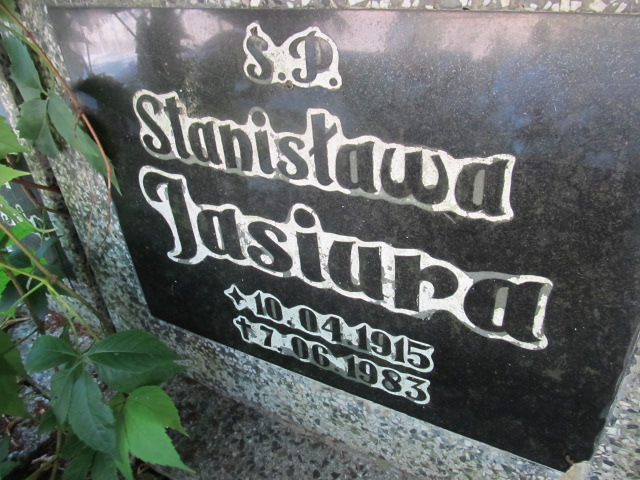 Ś.P.
Stanisława
Jasiura
✦ 10.04.1915
✝ 7.06.1983